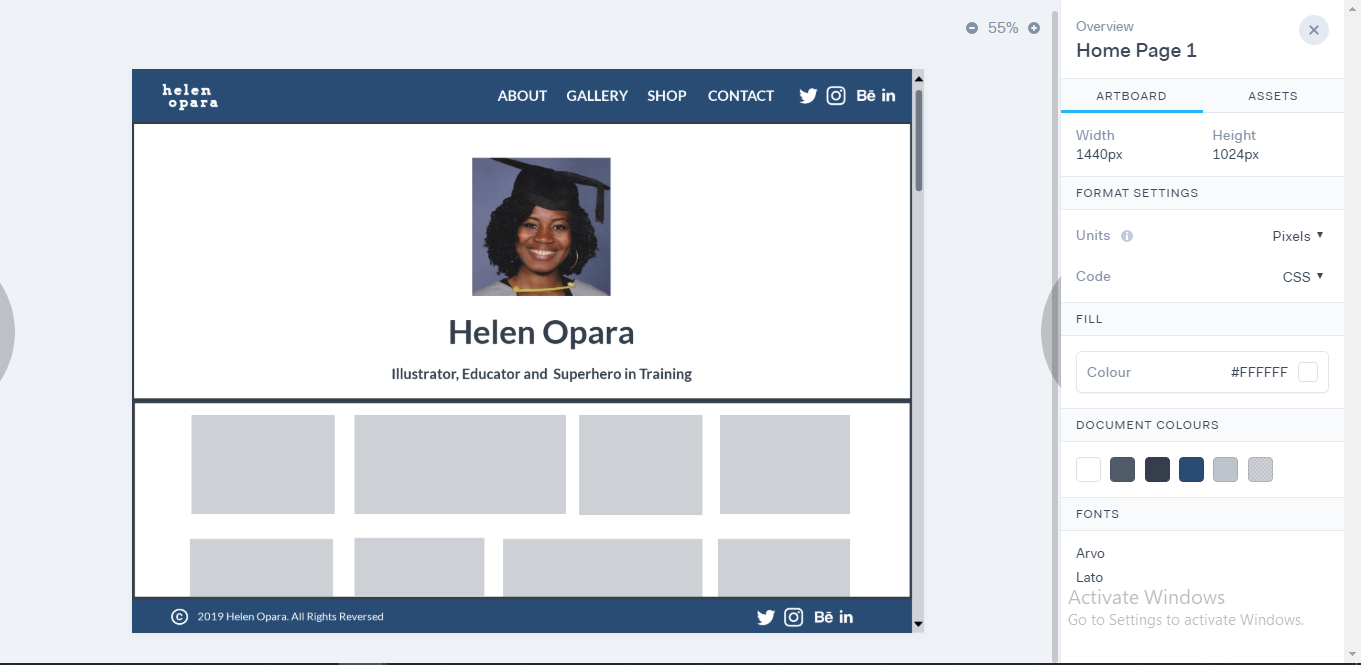 55%
helen
opara
ABOUT GALLERY SHOP CONTACT Bē in
Helen Opara
Illustrator, Educator and Superhero in Training
© 2019 Helen Opara. All Rights Reversed Bē in
Overview
Home Page 1
ARTBOARD ASSETS
Width Height
1440px 1024px
FORMAT SETTINGS
Units Pixels
Code CSS
FILL
Colour #FFFFFF
DOCUMENT COLOURS
FONTS
Arvo
Lato
Activate Windows
Go to Settings to activate Windows.